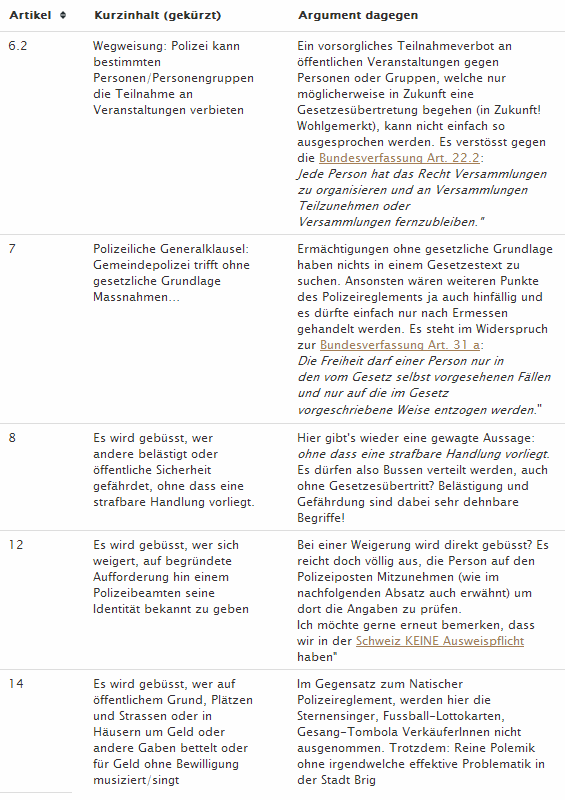 Artikel Kurzinhalt (gekürzt) Argument dagegen
6.2
Wegweisung: Polizei kann
bestimmten
Personen/Personengruppen
die Teilnahme an
Veranstaltungen verbieten
Ein vorsorgliches Teilnahmeverbot an
öffentlichen Veranstaltungen gegen
Personen oder Gruppen, welche nur
möglicherweise in Zukunft eine
Gesetzesübertretung begehen (in Zukunft!
Wohlgemerkt), kann nicht einfach so
ausgesprochen werden. Es verstösst gegen
die Bundesverfassung Art. 22.2:
Jede Person hat das Recht Versammlungen
zu organisieren und an Versammlungen
Teilzunehmen oder
Versammlungen fernzubleiben."
7
Polizeiliche Generalklausel:
Gemeindepolizei trifft ohne
gesetzliche Grundlage
Massnahmen...
Ermächtigungen ohne gesetzliche Grundlage
haben nichts in einem Gesetzestext zu
suchen. Ansonsten wären weiteren Punkte
des Polizeireglements ja auch hinfällig und
es dürfte einfach nur nach Ermessen
gehandelt werden. Es steht im Widerspruch
zur Bundesverfassung Art. 31 a:
Die Freiheit darf einer Person nur in
den vom Gesetz selbst vorgesehenen Fällen
und nur auf die im Gesetz
vorgeschriebene Weise entzogen werden."
8
Es wird gebüsst, wer
andere belästigt oder
öffentliche Sicherheit
gefährdet, ohne dass eine
strafbare Handlung vorliegt.
Hier gibt's wieder eine gewagte Aussage:
ohne dass eine strafbare Handlung vorliegt.
Es dürfen also Bussen verteilt werden, auch
ohne Gesetzesübertritt? Belästigung und
Gefährdung sind dabei sehr dehnbare
Begriffe!
12
Es wird gebüsst, wer sich
weigert, auf begründete
Aufforderung hin einem
Polizeibeamten seine
Identität bekannt zu geben
Bei einer Weigerung wird direkt gebüsst? Es
reicht doch völlig aus, die Person auf den
Polizeiposten Mitzunehmen (wie im
nachfolgenden Absatz auch erwähnt) um
dort die Angaben zu prüfen.
Ich möchte gerne erneut bemerken, dass
wir in der Schweiz KEINE Ausweispflicht
haben"
14
Es wird gebüsst, wer auf
öffentlichem Grund, Plätzen
und Strassen oder in
Häusern um Geld oder
andere Gaben bettelt oder
für Geld ohne Bewilligung
musiziert/singt
Im Gegensatz zum Natischer
Polizeireglement, werden hier die
Sternensinger, Fussball-Lottokarten,
Gesang-Tombola VerkäuferInnen nicht
ausgenommen. Trotzdem: Reine Polemik
ohne irgendwelche effektive Problematik in
der Stadt Brig